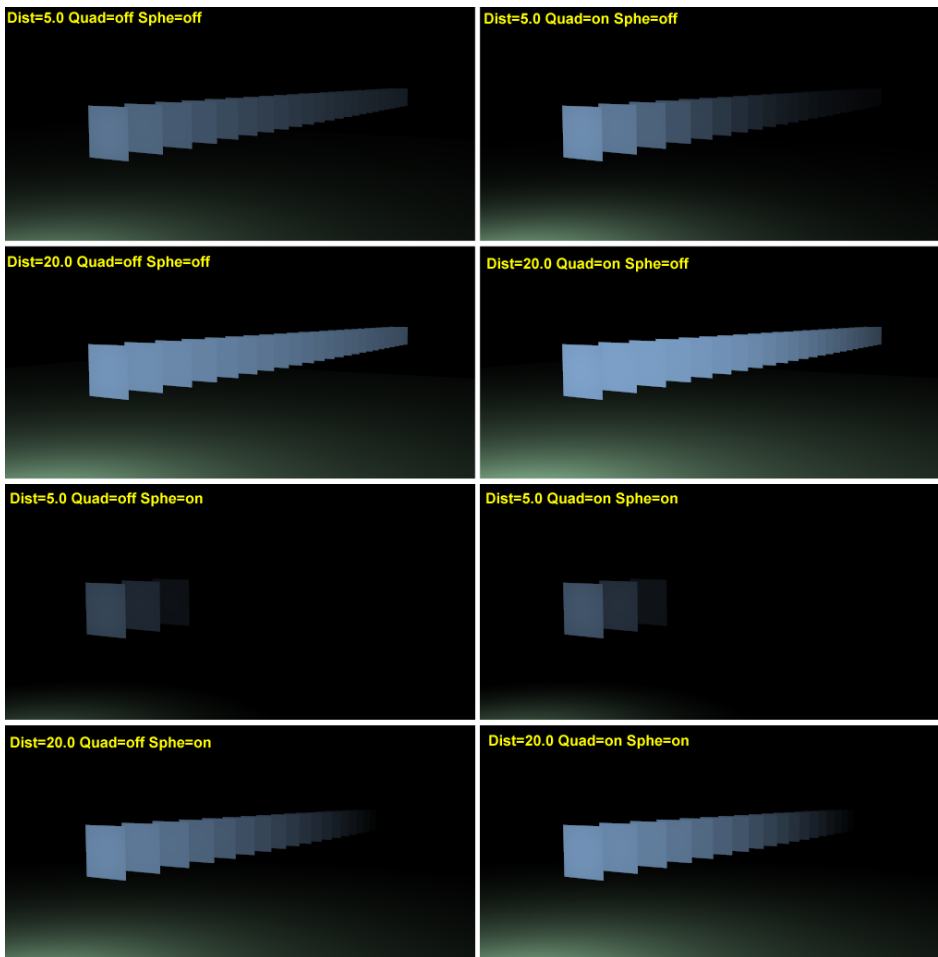 Dist=5.0 Quad=off Sphe=off
Dist=5.0 Quad=on Sphe=off
Dist=20.0 Quad=off Sphe=off
Dist=20.0 Quad=on Sphe=off
Dist=5.0 Quad=off Sphe=on
Dist=5.0 Quad=on Sphe=on
Dist=20.0 Quad=off Sphe=on
Dist=20.0 Quad=on Sphe=on